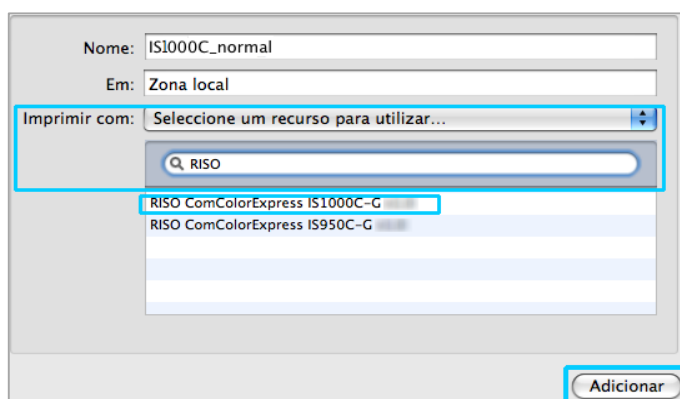 Nome: IS1000C_normal
Em: Zona local
Imprimir com: Seleccione um recurso para utilizar...
RISO
RISO ComColorExpress IS1000C-G
RISO ComColorExpress IS950C-G
Adicionar